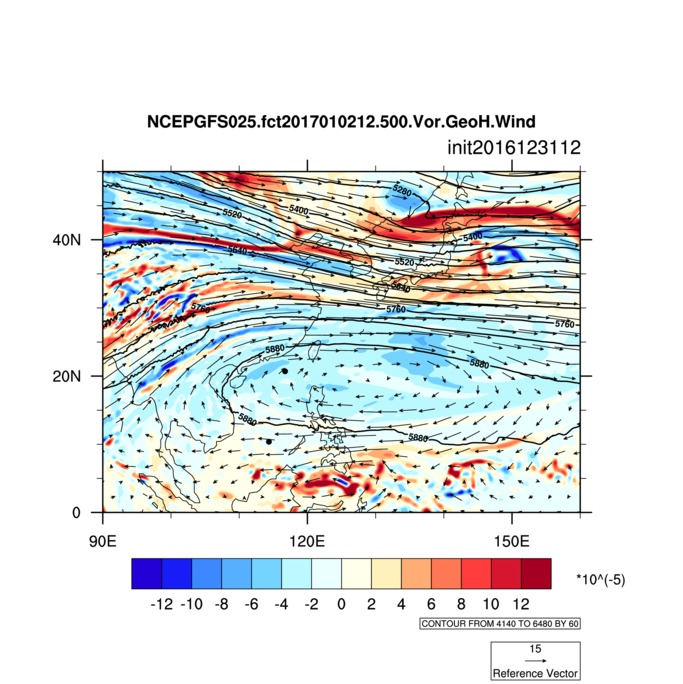 NCEPGFS025.fct2017010212.500.Vor.GeoH.Wind
init2016123112
5280
5520
5400
40N
5640
5400
5520
5640
5760
5760
5760
5880
5880
20N
5880
5880
0
90E 120E 150E
-12 -10 -8 -6 -4 -2 0 2 4 6 8 10 12
*10^(-5)
CONTOUR FROM 4140 TO 6480 BY 60
15
Reference Vector